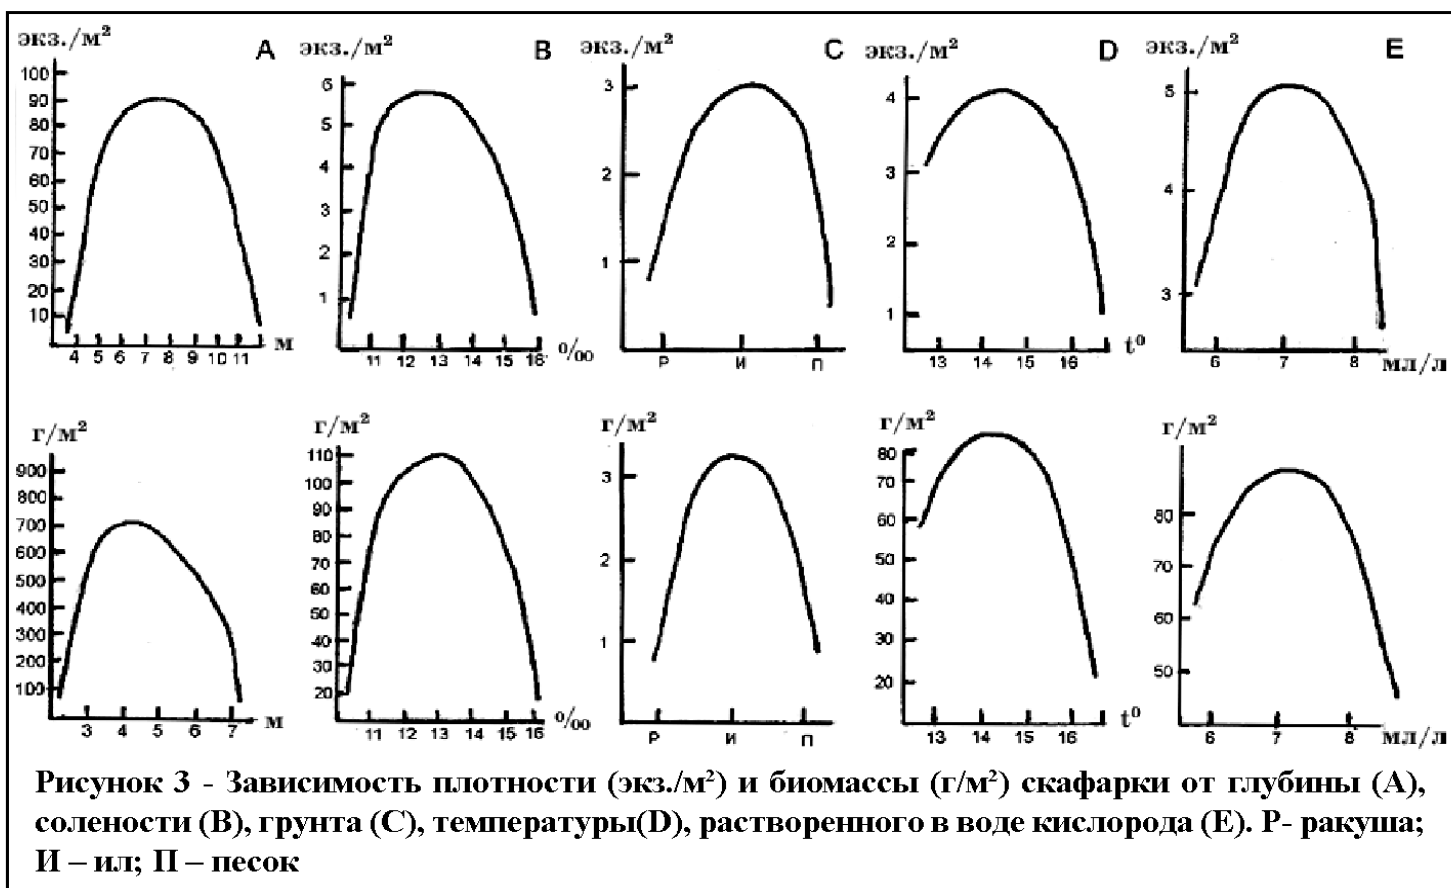 экз./м² A экз./м² B экз./м² C экз./м² D экз./м² E
100 90 80 70 60 50 40 30 20 10
4 5 6 7 8 9 10 11 м
6 5 4 3 2 1
11 12 13 14 15 16 %00
3 2 1
Р И П
4 3 2 1
13 14 15 16 t⁰
5 4 3
6 7 8 мл/л
г/м² г/м² г/м² г/м² г/м²
900 800 700 600 500 400 300 200 100
3 4 5 6 7 м
110 100 90 80 70 60 50 40 30 20
11 12 13 14 15 16 %00
3 2 1
Р И П
80 70 60 50 40 30 20
13 14 15 16 t⁰
80 70 60 50
6 7 8 мл/л
Рисунок 3 - Зависимость плотности (экз./м²) и биомассы (г/м²) скафарки от глубины (А),
солености (В), грунта (С), температуры(D), растворенного в воде кислорода (Е). Р- ракуша;
И – ил; П – песок